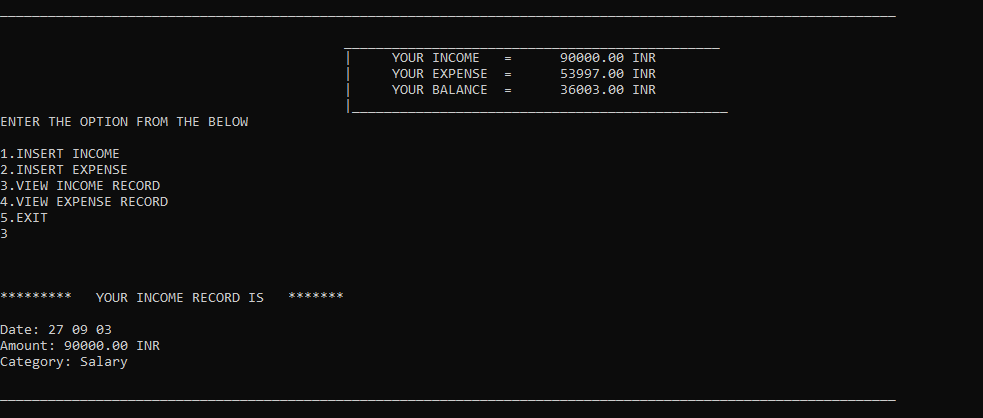 YOUR INCOME = 90000.00 INR
YOUR EXPENSE = 53997.00 INR
YOUR BALANCE = 36003.00 INR
ENTER THE OPTION FROM THE BELOW
1.INSERT INCOME
2.INSERT EXPENSE
3.VIEW INCOME RECORD
4.VIEW EXPENSE RECORD
5.EXIT
3
********* YOUR INCOME RECORD IS *******
Date: 27 09 03
Amount: 90000.00 INR
Category: Salary